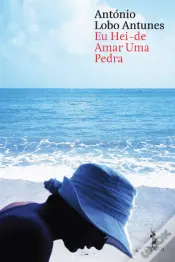 António
Lobo Antunes
Eu Hei-de
Amar Uma
Pedra